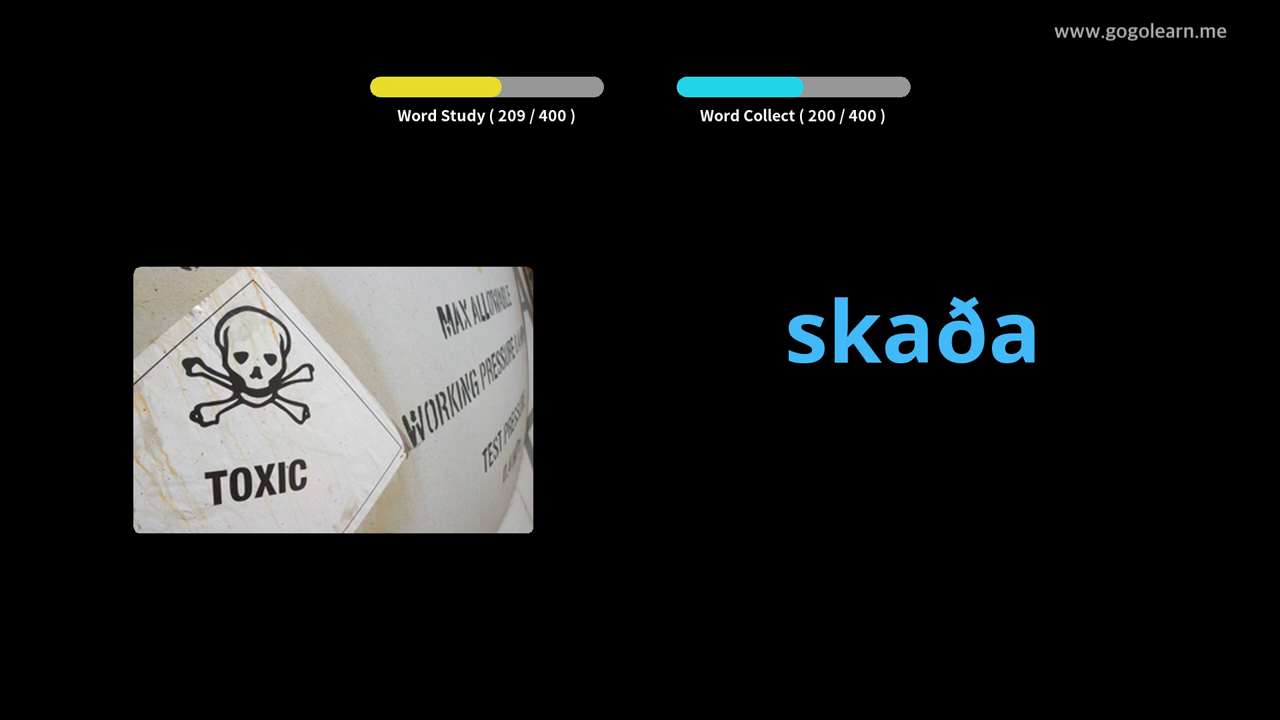 www.gogolearn.me
Word Study ( 209 / 400 )
Word Collect ( 200 / 400 )
skaða
MAX ALLOWABLE
WORKING PRESSURE
TEST PRESSURE
TOXIC